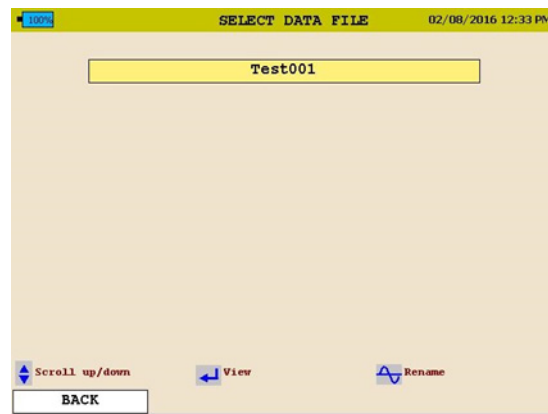 100% SELECT DATA FILE 02/08/2016 12:33 PM
Test001
Scroll up/down View Rename
BACK